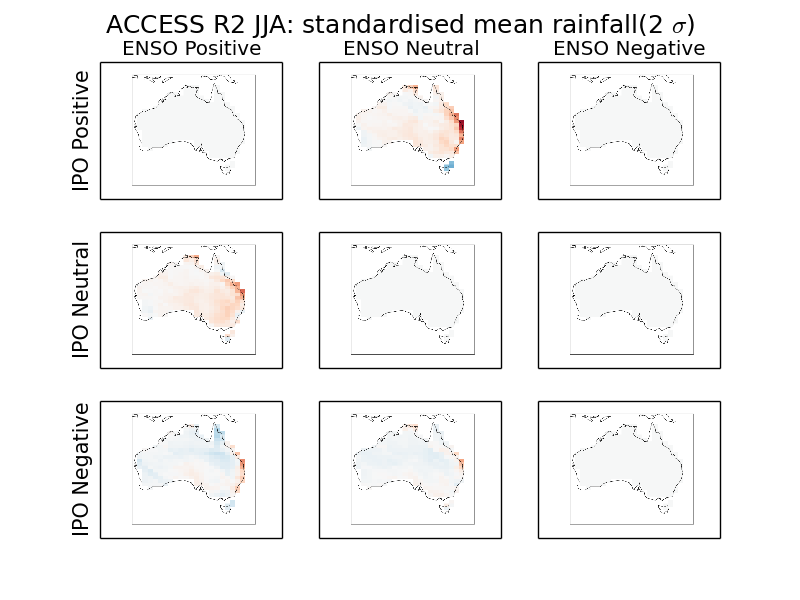 ACCESS R2 JJA: standardised mean rainfall(2 σ)
ENSO Positive ENSO Neutral ENSO Negative
IPO Positive
IPO Neutral
IPO Negative